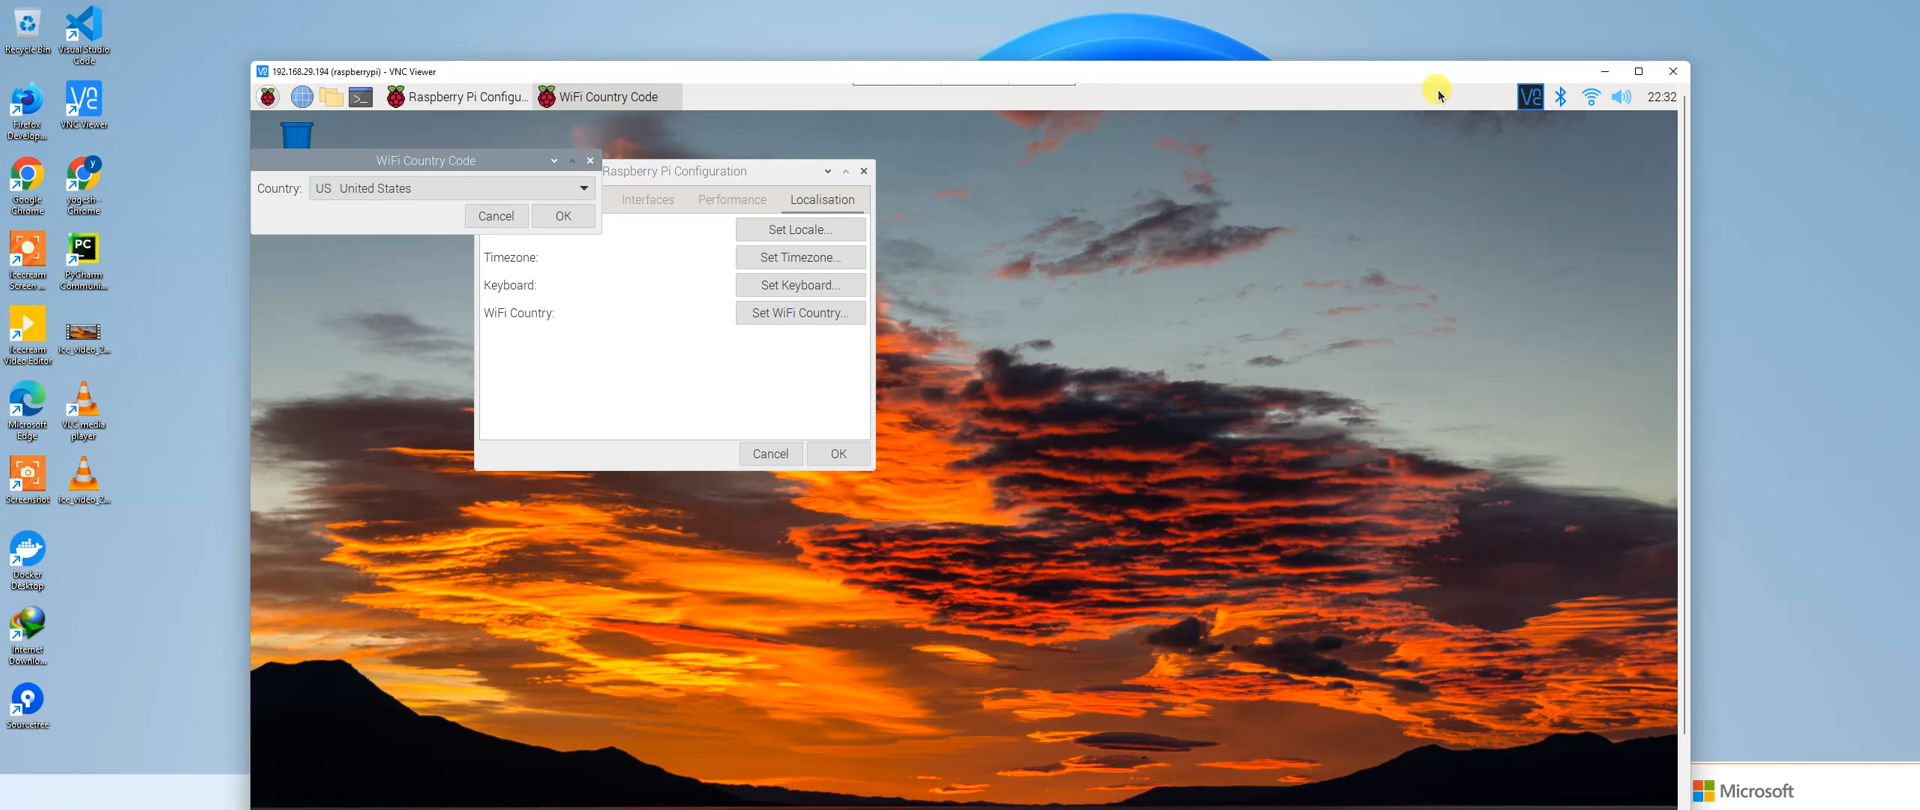 Recycle Bin
Visual Studio
Code
Firefox
Develop...
VNC Viewer
Google
Chrome
yogesh -
Chrome
Icecream
Screen ...
PyCharm
Communi...
Icecream
Video Editor
ice_video_2...
Microsoft
Edge
VLC media
player
Screenshot
ice_video_2...
Docker
Desktop
Internet
Downlo...
Sourcetree
192.168.29.194 (raspberrypi) - VNC Viewer
Raspberry Pi Configu...
WiFi Country Code
22:32
WiFi Country Code
Country:
US United States
Cancel
OK
Raspberry Pi Configuration
Interfaces
Performance
Localisation
Set Locale...
Timezone:
Set Timezone...
Keyboard:
Set Keyboard...
WiFi Country:
Set WiFi Country...
Cancel
OK
Microsoft